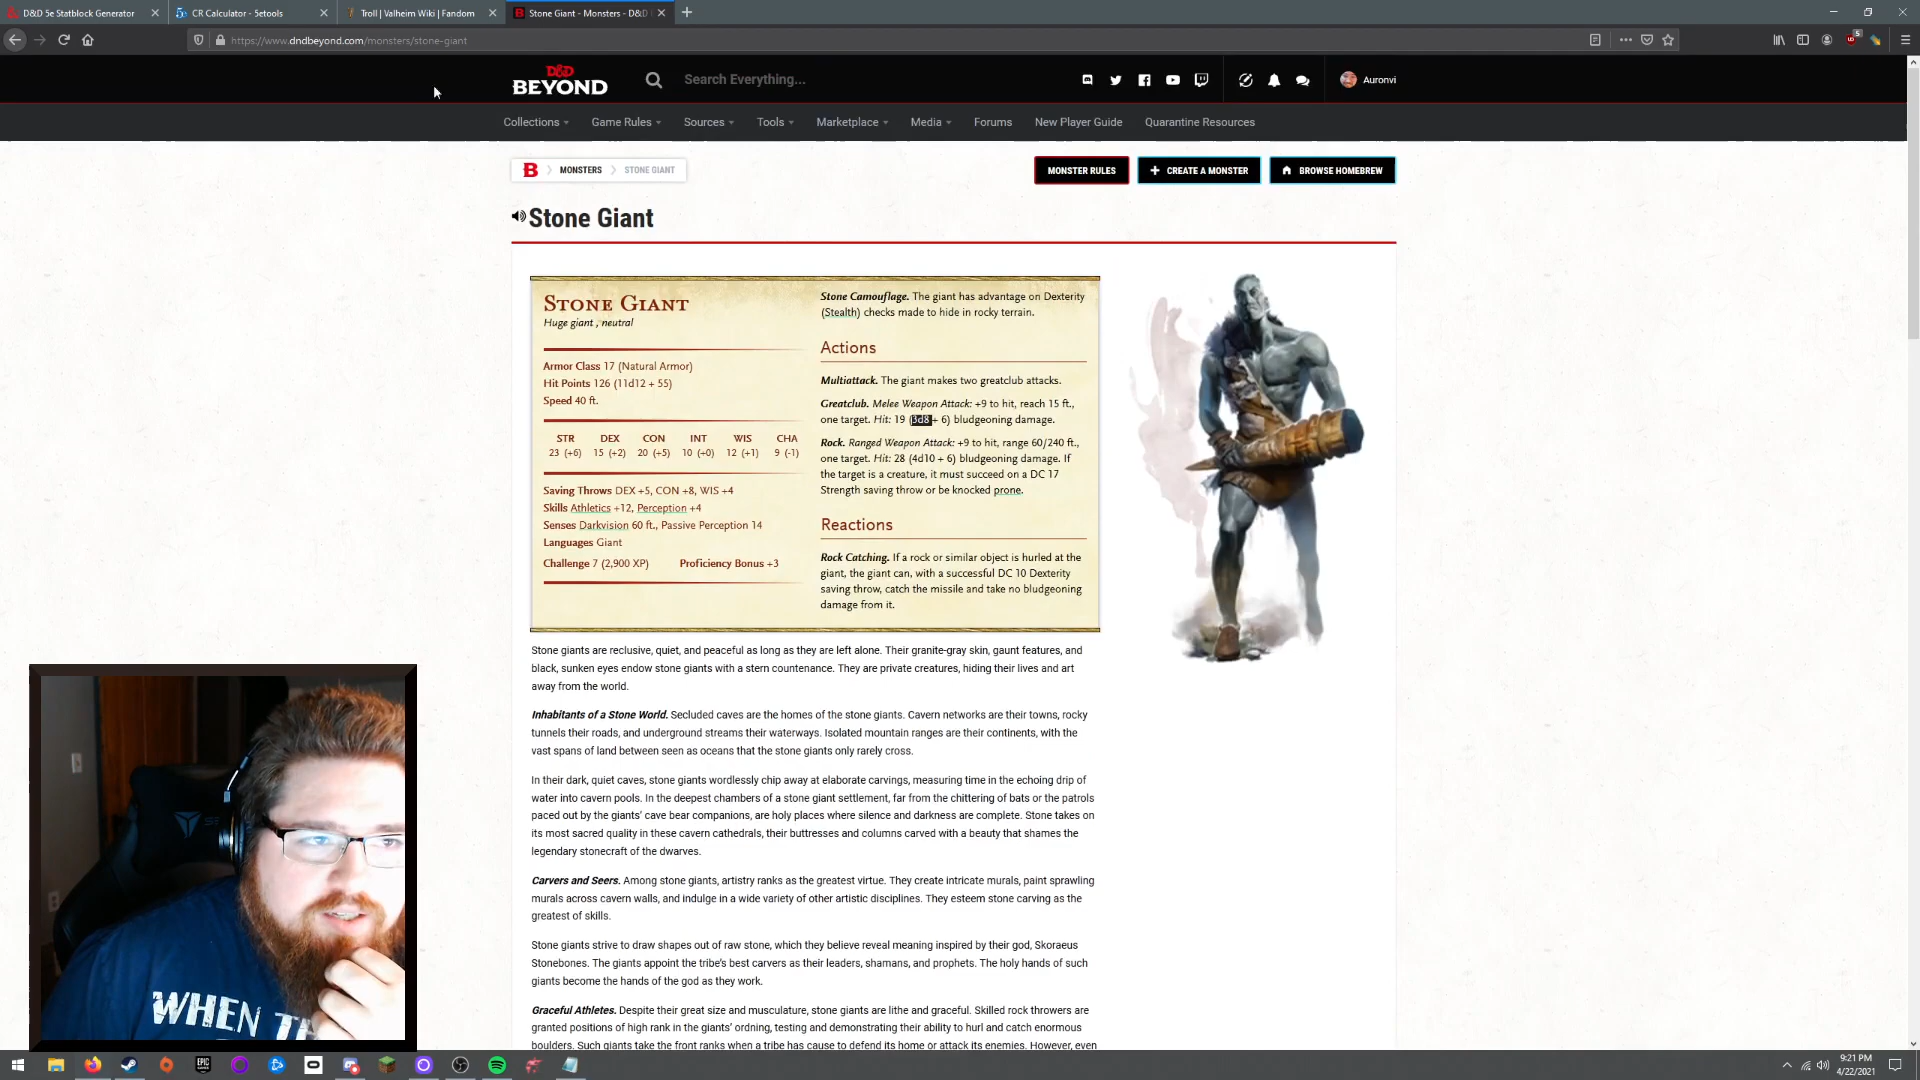 D&D 5e Statblock Generator
CR Calculator - 5etools
Troll | Valheim Wiki | Fandom
Stone Giant - Monsters - D&D
https://www.dndbeyond.com/monsters/stone-giant
5
D&D
BEYOND
Search Everything...
Auronvi
Collections
Game Rules
Sources
Tools
Marketplace
Media
Forums
New Player Guide
Quarantine Resources
B
MONSTERS
STONE GIANT
MONSTER RULES
CREATE A MONSTER
BROWSE HOMEBREW
Stone Giant
STONE GIANT
Huge giant , neutral
Armor Class 17 (Natural Armor)
Hit Points 126 (11d12 + 55)
Speed 40 ft.
STR DEX CON INT WIS CHA
23 (+6) 15 (+2) 20 (+5) 10 (+0) 12 (+1) 9 (-1)
Saving Throws DEX +5, CON +8, WIS +4
Skills Athletics +12, Perception +4
Senses Darkvision 60 ft., Passive Perception 14
Languages Giant
Challenge 7 (2,900 XP) Proficiency Bonus +3
Stone Camouflage. The giant has advantage on Dexterity
(Stealth) checks made to hide in rocky terrain.
Actions
Multiattack. The giant makes two greatclub attacks.
Greatclub. Melee Weapon Attack: +9 to hit, reach 15 ft.,
one target. Hit: 19 (3d8 + 6) bludgeoning damage.
Rock. Ranged Weapon Attack: +9 to hit, range 60/240 ft.,
one target. Hit: 28 (4d10 + 6) bludgeoning damage. If
the target is a creature, it must succeed on a DC 17
Strength saving throw or be knocked prone.
Reactions
Rock Catching. If a rock or similar object is hurled at the
giant, the giant can, with a successful DC 10 Dexterity
saving throw, catch the missile and take no bludgeoning
damage from it.
Stone giants are reclusive, quiet, and peaceful as long as they are left alone. Their granite-gray skin, gaunt features, and
black, sunken eyes endow stone giants with a stern countenance. They are private creatures, hiding their lives and art
away from the world.
Inhabitants of a Stone World. Secluded caves are the homes of the stone giants. Cavern networks are their towns, rocky
tunnels their roads, and underground streams their waterways. Isolated mountain ranges are their continents, with the
vast spans of land between seen as oceans that the stone giants only rarely cross.
In their dark, quiet caves, stone giants wordlessly chip away at elaborate carvings, measuring time in the echoing drip of
water into cavern pools. In the deepest chambers of a stone giant settlement, far from the chittering of bats or the patrols
paced out by the giants' cave bear companions, are holy places where silence and darkness are complete. Stone takes on
its most sacred quality in these cavern cathedrals, their buttresses and columns carved with a beauty that shames the
legendary stonecraft of the dwarves.
Carvers and Seers. Among stone giants, artistry ranks as the greatest virtue. They create intricate murals, paint sprawling
murals across cavern walls, and indulge in a wide variety of other artistic disciplines. They esteem stone carving as the
greatest of skills.
Stone giants strive to draw shapes out of raw stone, which they believe reveal meaning inspired by their god, Skoraeus
Stonebones. The giants appoint the tribe's best carvers as their leaders, shamans, and prophets. The holy hands of such
giants become the hands of the god as they work.
Graceful Athletes. Despite their great size and musculature, stone giants are lithe and graceful. Skilled rock throwers are
granted positions of high rank in the giants' ordning, testing and demonstrating their ability to hurl and catch enormous
boulders. Such giants take the front ranks when a tribe has cause to defend its home or attack its enemies. However, even
WHEN
EPIC
9:21 PM
4/22/2021